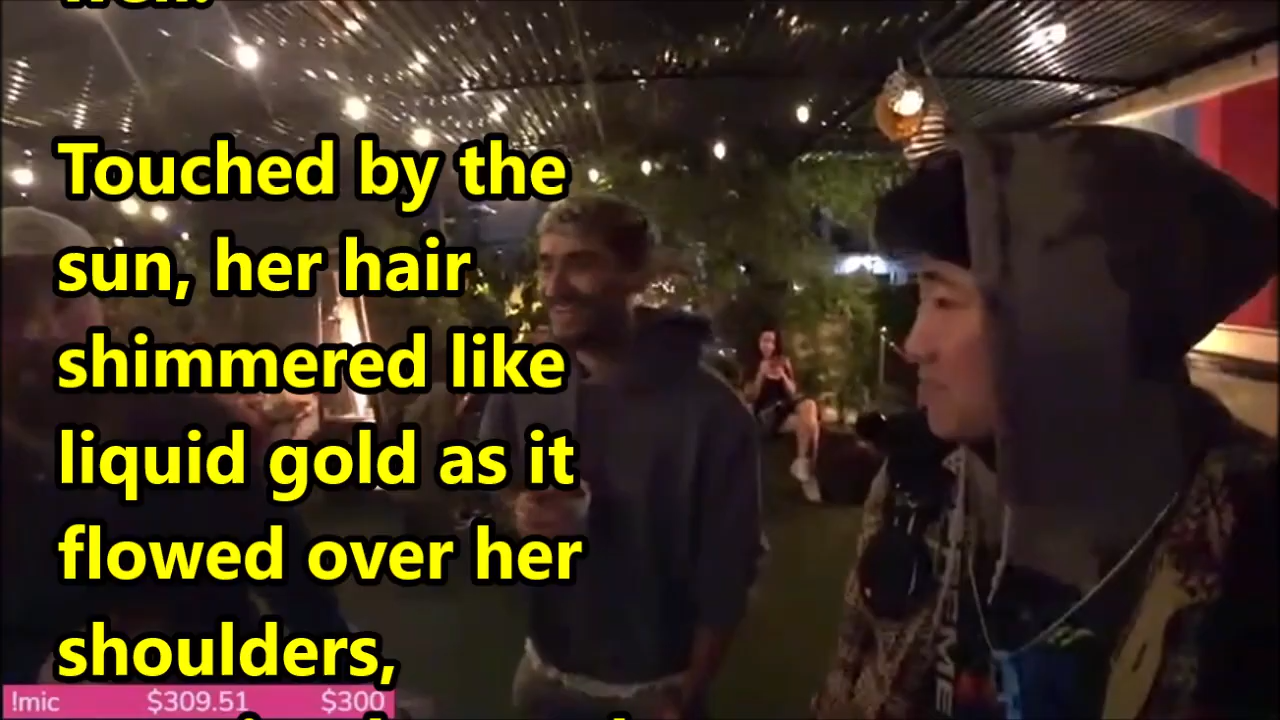 Touched by the
sun, her hair
shimmered like
liquid gold as it
flowed over her
shoulders,
!mic $309.51 $300